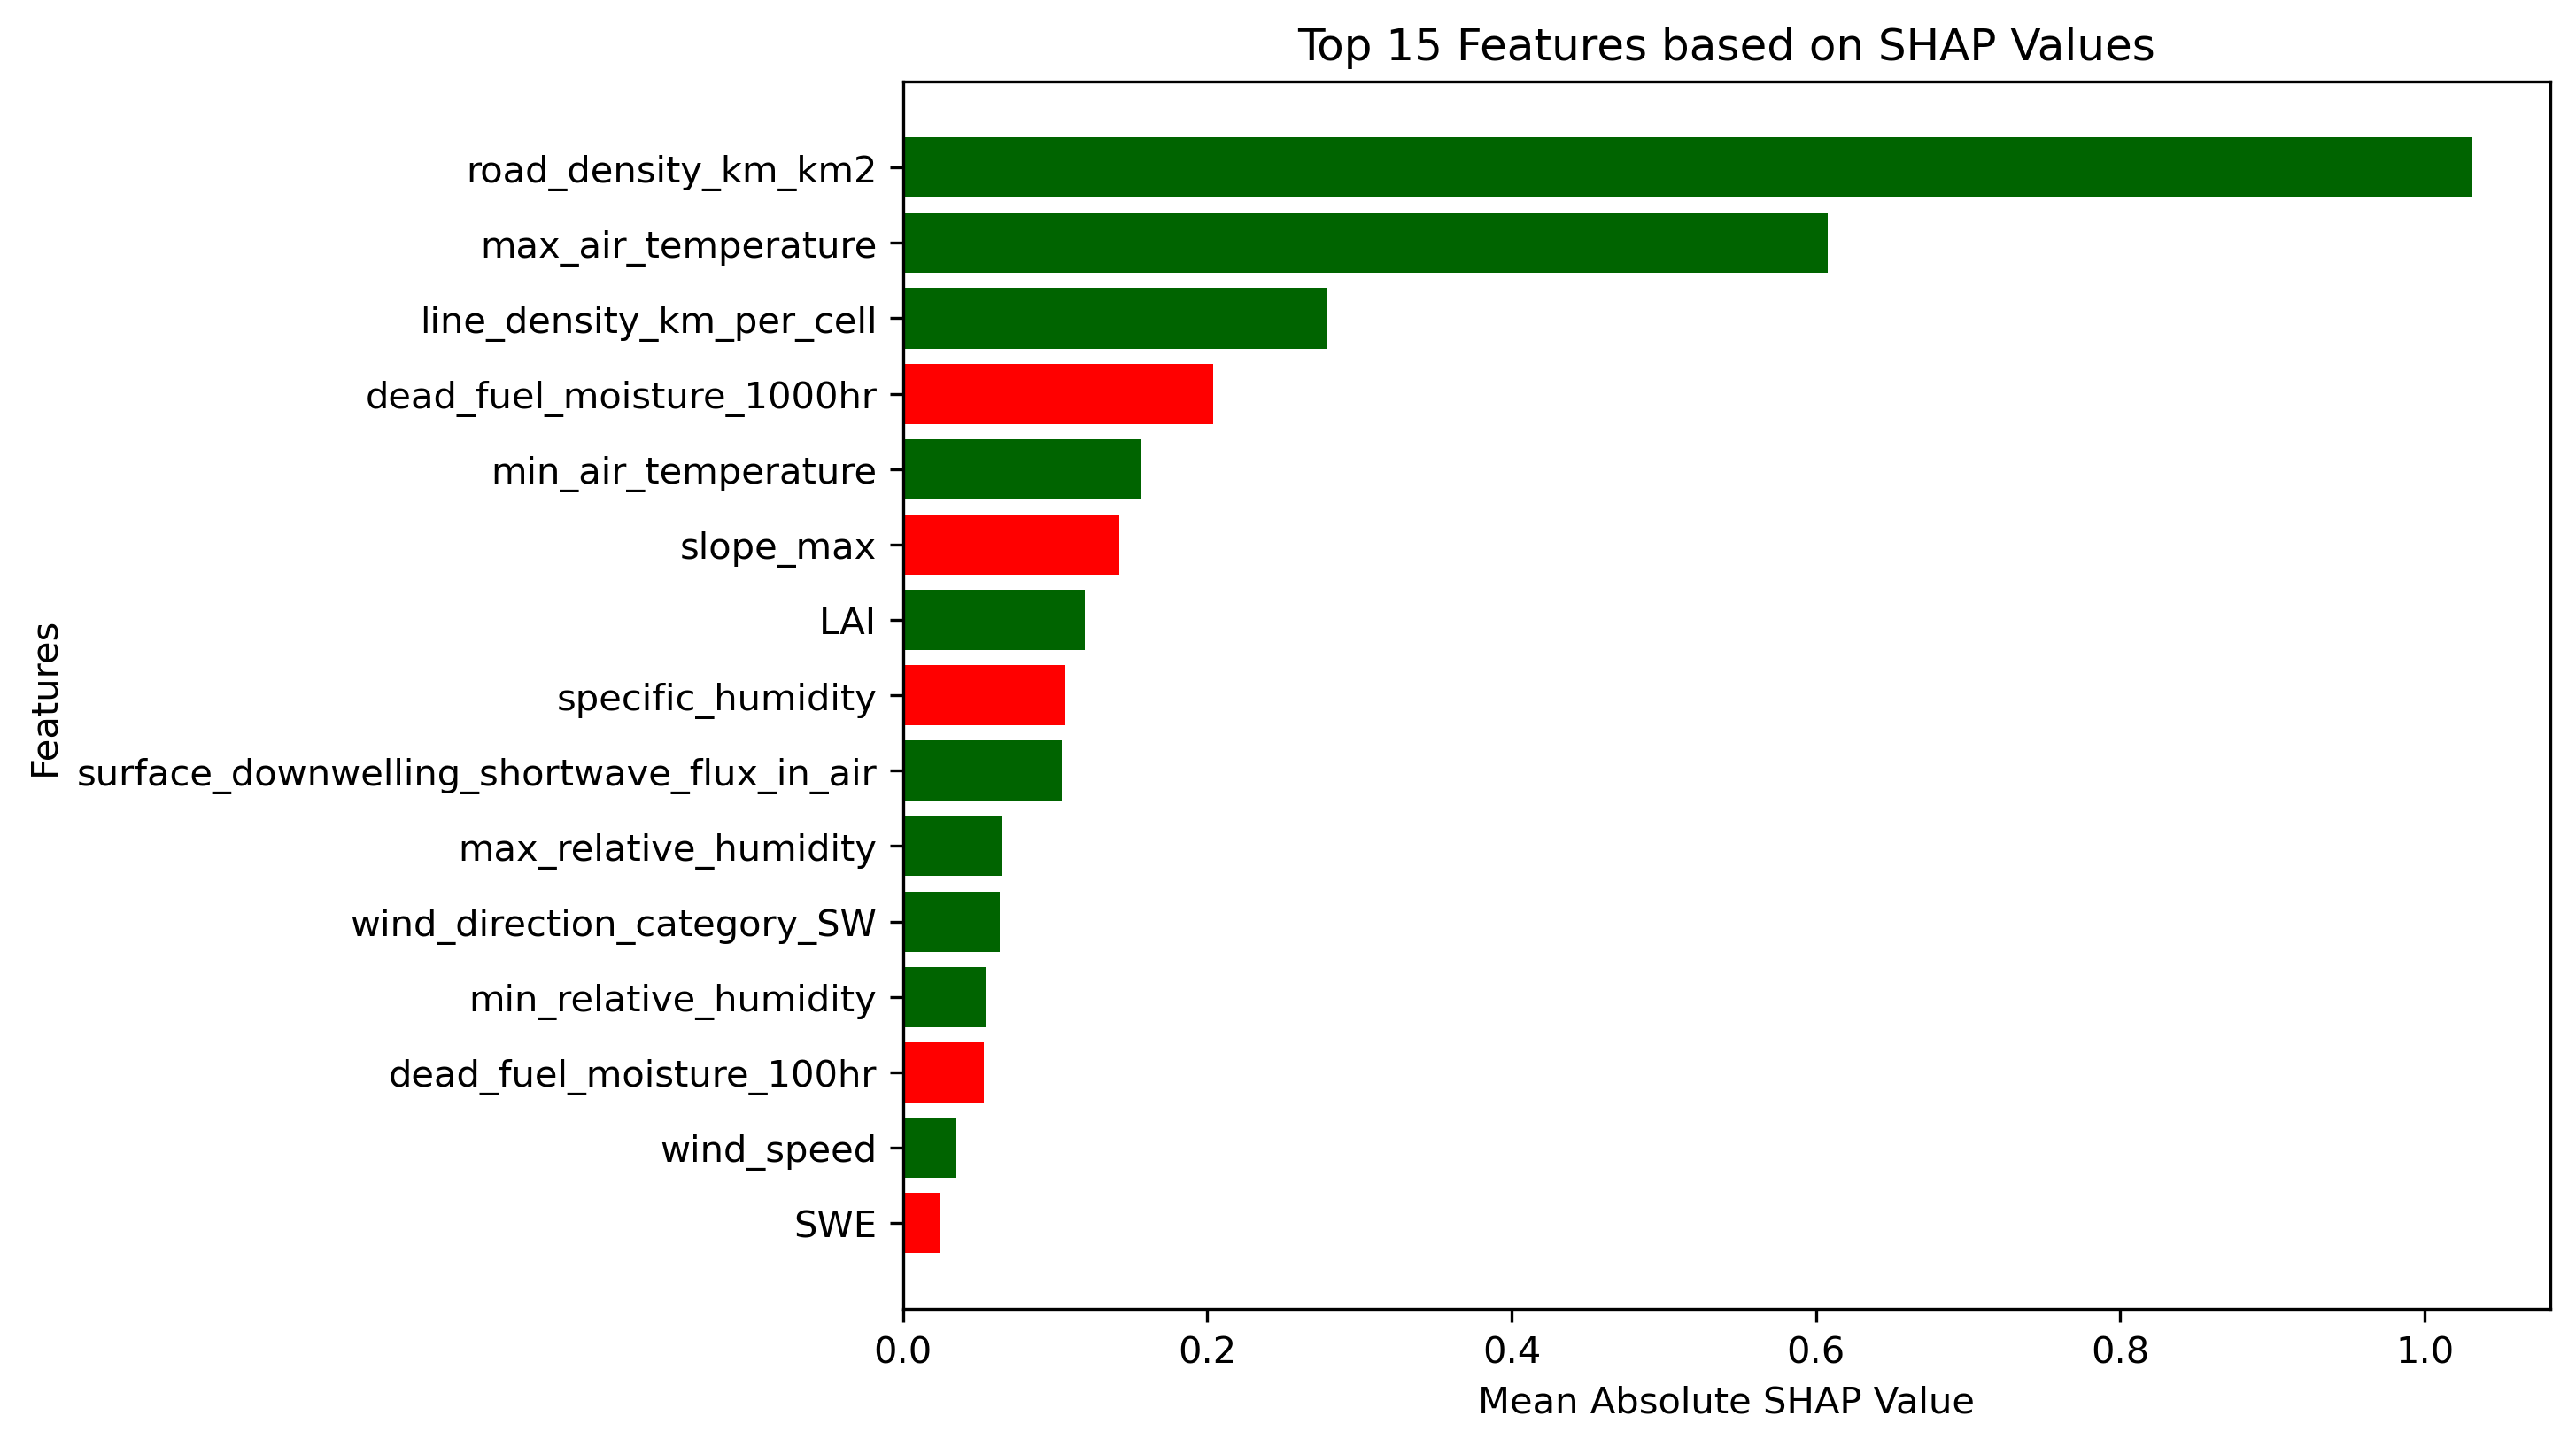 Top 15 Features based on SHAP Values
Features
road_density_km_km2
max_air_temperature
line_density_km_per_cell
dead_fuel_moisture_1000hr
min_air_temperature
slope_max
LAI
specific_humidity
surface_downwelling_shortwave_flux_in_air
max_relative_humidity
wind_direction_category_SW
min_relative_humidity
dead_fuel_moisture_100hr
wind_speed
SWE
0.0 0.2 0.4 0.6 0.8 1.0
Mean Absolute SHAP Value